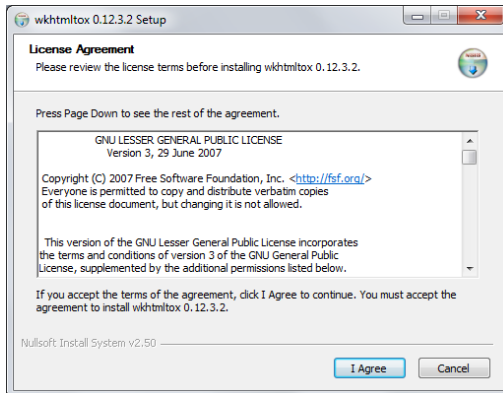 wkhtmltox 0.12.3.2 Setup
License Agreement
Please review the license terms before installing wkhtmltox 0.12.3.2.
Press Page Down to see the rest of the agreement.
GNU LESSER GENERAL PUBLIC LICENSE
Version 3, 29 June 2007
Copyright (C) 2007 Free Software Foundation, Inc. <http://fsf.org/>
Everyone is permitted to copy and distribute verbatim copies
of this license document, but changing it is not allowed.
This version of the GNU Lesser General Public License incorporates
the terms and conditions of version 3 of the GNU General Public
License, supplemented by the additional permissions listed below.
If you accept the terms of the agreement, click I Agree to continue. You must accept the
agreement to install wkhtmltox 0.12.3.2.
Nullsoft Install System v2.50
I Agree
Cancel